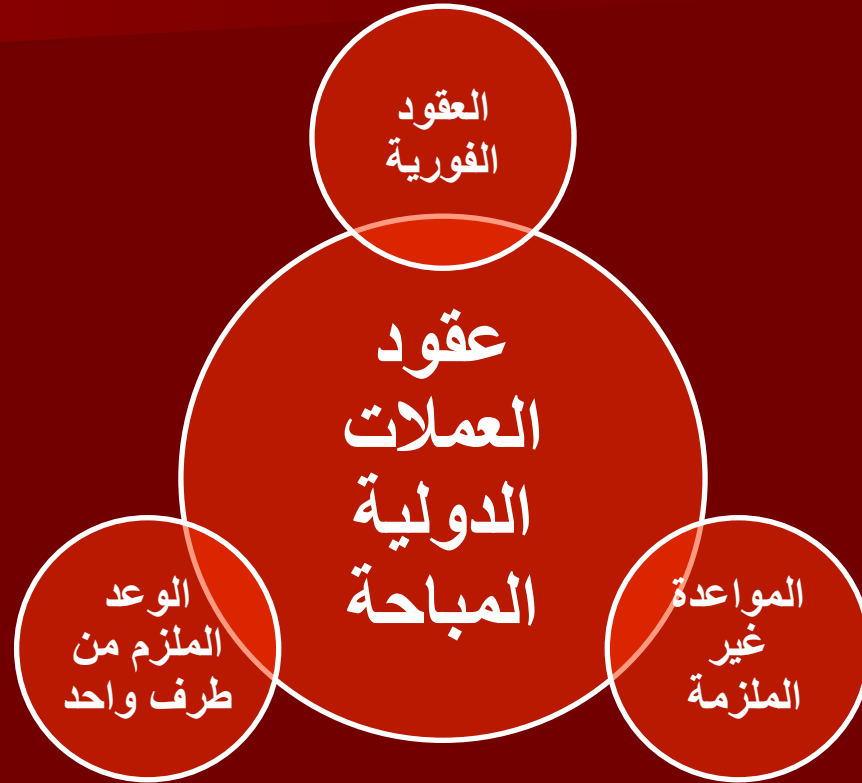 العقود
الفورية
عقود
العملات
الدولية
المباحة
المواعدة
غير
الملزمة
الوعد
الملزم من
طرف واحد